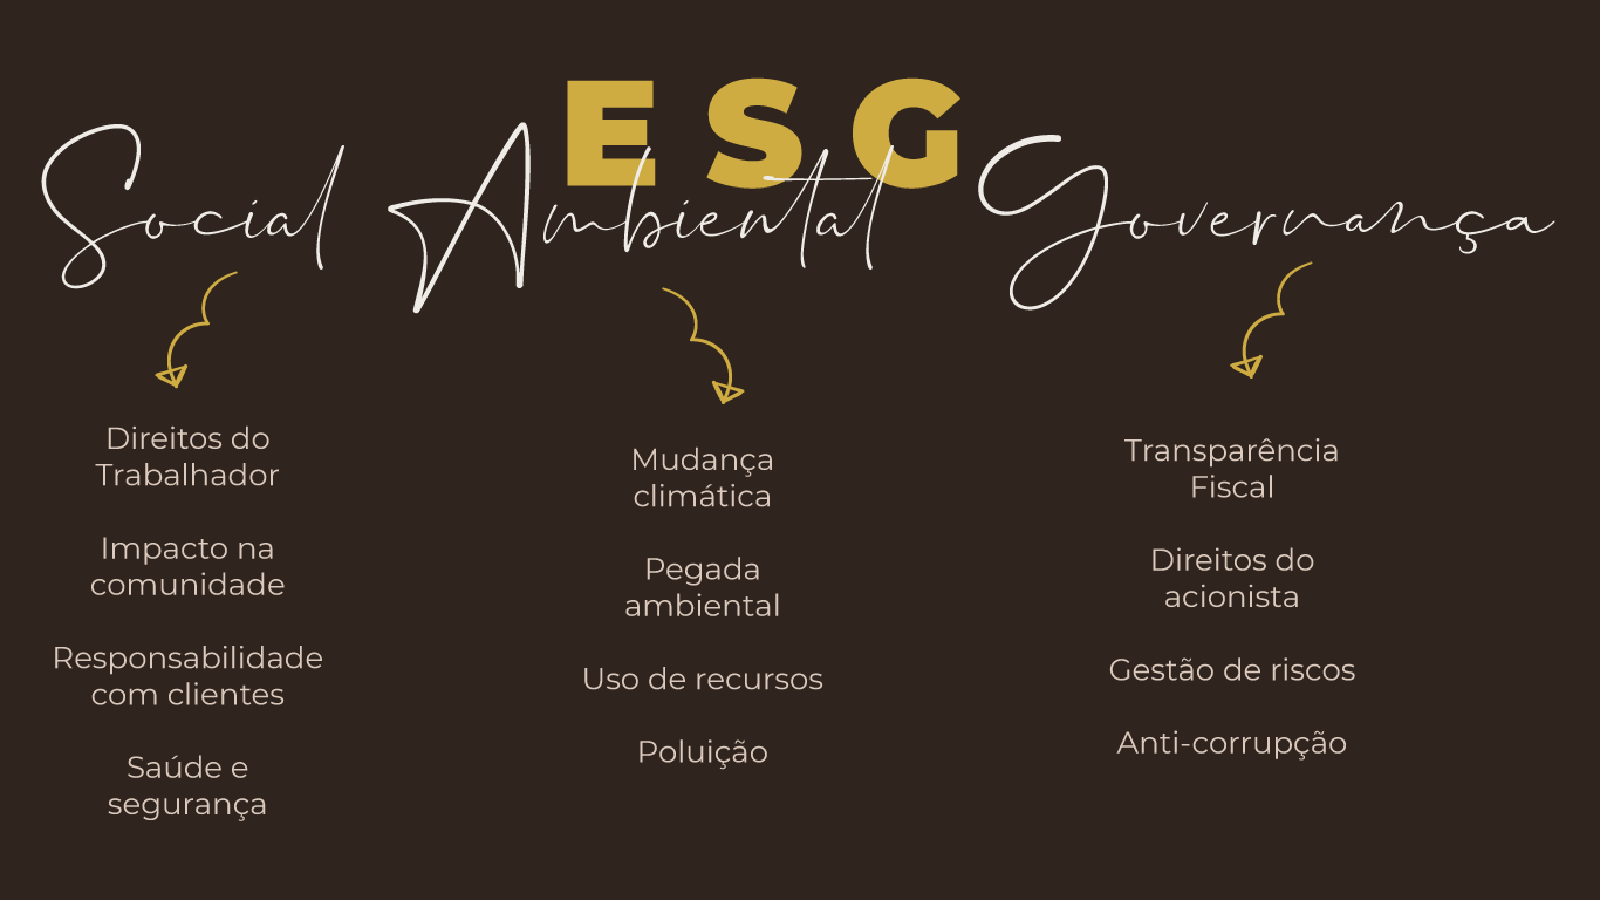 ESG
Social Ambiental Governança
Direitos do
Trabalhador
Impacto na
comunidade
Responsabilidade
com clientes
Saúde e
segurança
Mudança
climática
Pegada
ambiental
Uso de recursos
Poluição
Transparência
Fiscal
Direitos do
acionista
Gestão de riscos
Anti-corrupção